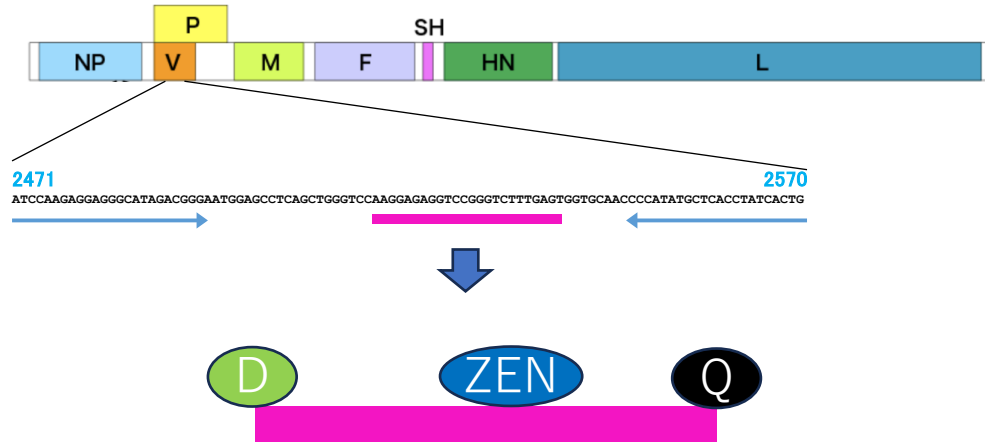 P
SH
NP V M F HN L
2471 2570
ATCCAAGAGGAGGGCATAGACGGGAATGGAGCCTCAGCTGGGTCCAAGGAGAGGTCCGGGTCTTTGAGTGGTGCAACCCCATATGCTCACCTATCACTG
D ZEN Q